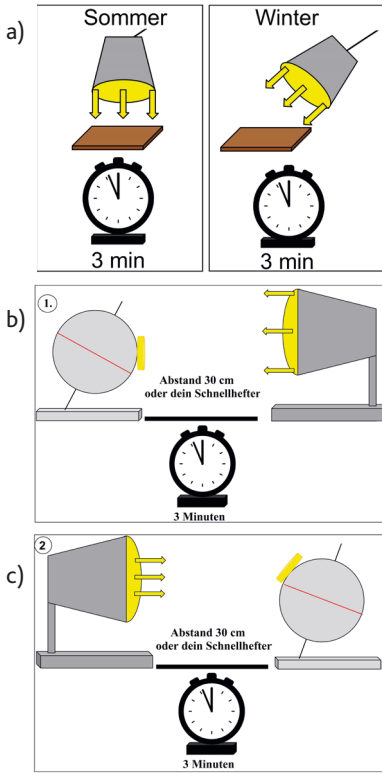 a)
Sommer
Winter
3 min
3 min
b)
1.
Abstand 30 cm
oder dein Schnellhefter
3 Minuten
c)
2
Abstand 30 cm
oder dein Schnellhefter
3 Minuten